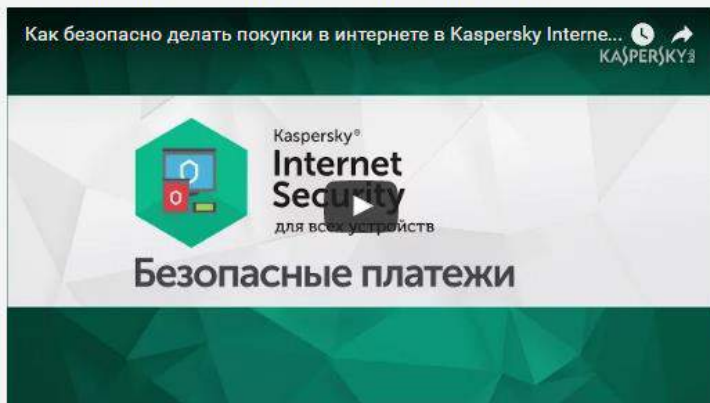 Как безопасно делать покупки в интернете в Kaspersky Interne...
KASPERSKY
Kaspersky®
Internet
Security
для всех устройств
Безопасные платежи